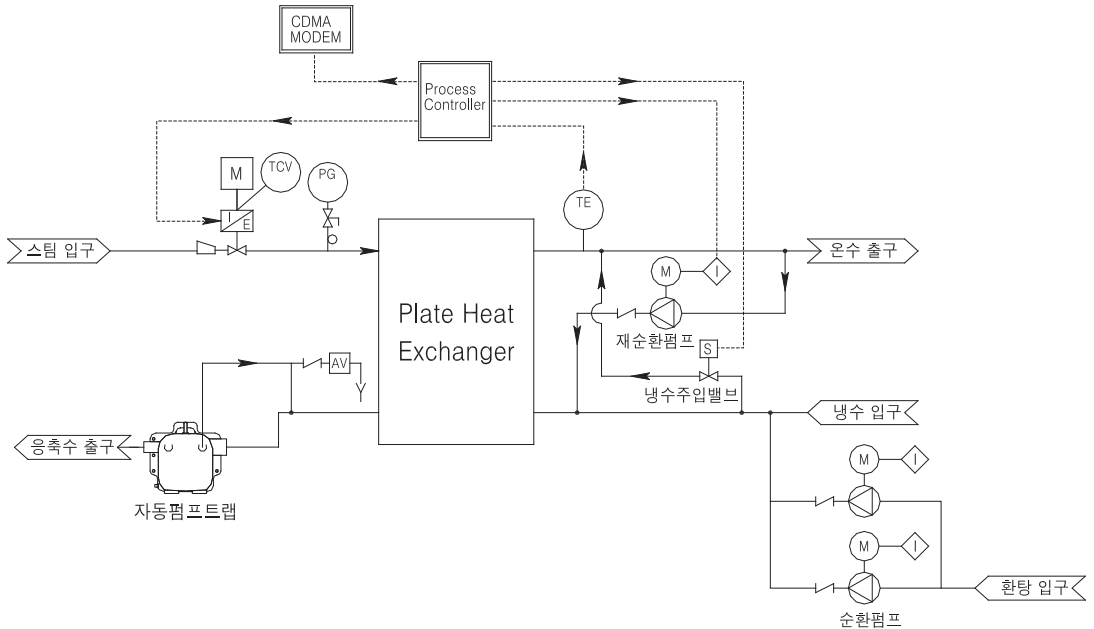 CDMA
MODEM
Process
Controller
M
TCV
PG
I
E
TE
스팀 입구
온수 출구
M
I
Plate Heat
Exchanger
재순환펌프
S
AV
냉수주입밸브
냉수 입구
응축수 출구
M
I
자동펌프트랩
M
I
환탕 입구
순환펌프